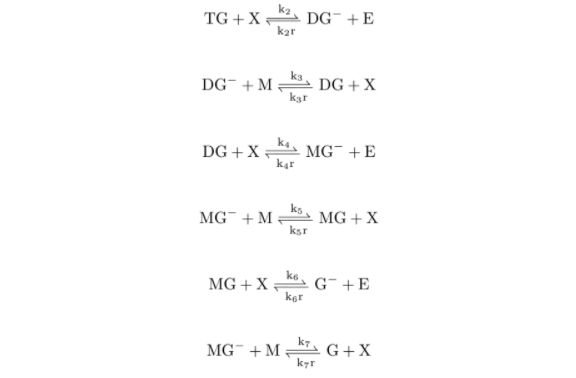 TG + X ⇌ DG⁻ + E (k₂ / k₂r)
DG⁻ + M ⇌ DG + X (k₃ / k₃r)
DG + X ⇌ MG⁻ + E (k₄ / k₄r)
MG⁻ + M ⇌ MG + X (k₅ / k₅r)
MG + X ⇌ G⁻ + E (k₆ / k₆r)
MG⁻ + M ⇌ G + X (k₇ / k₇r)